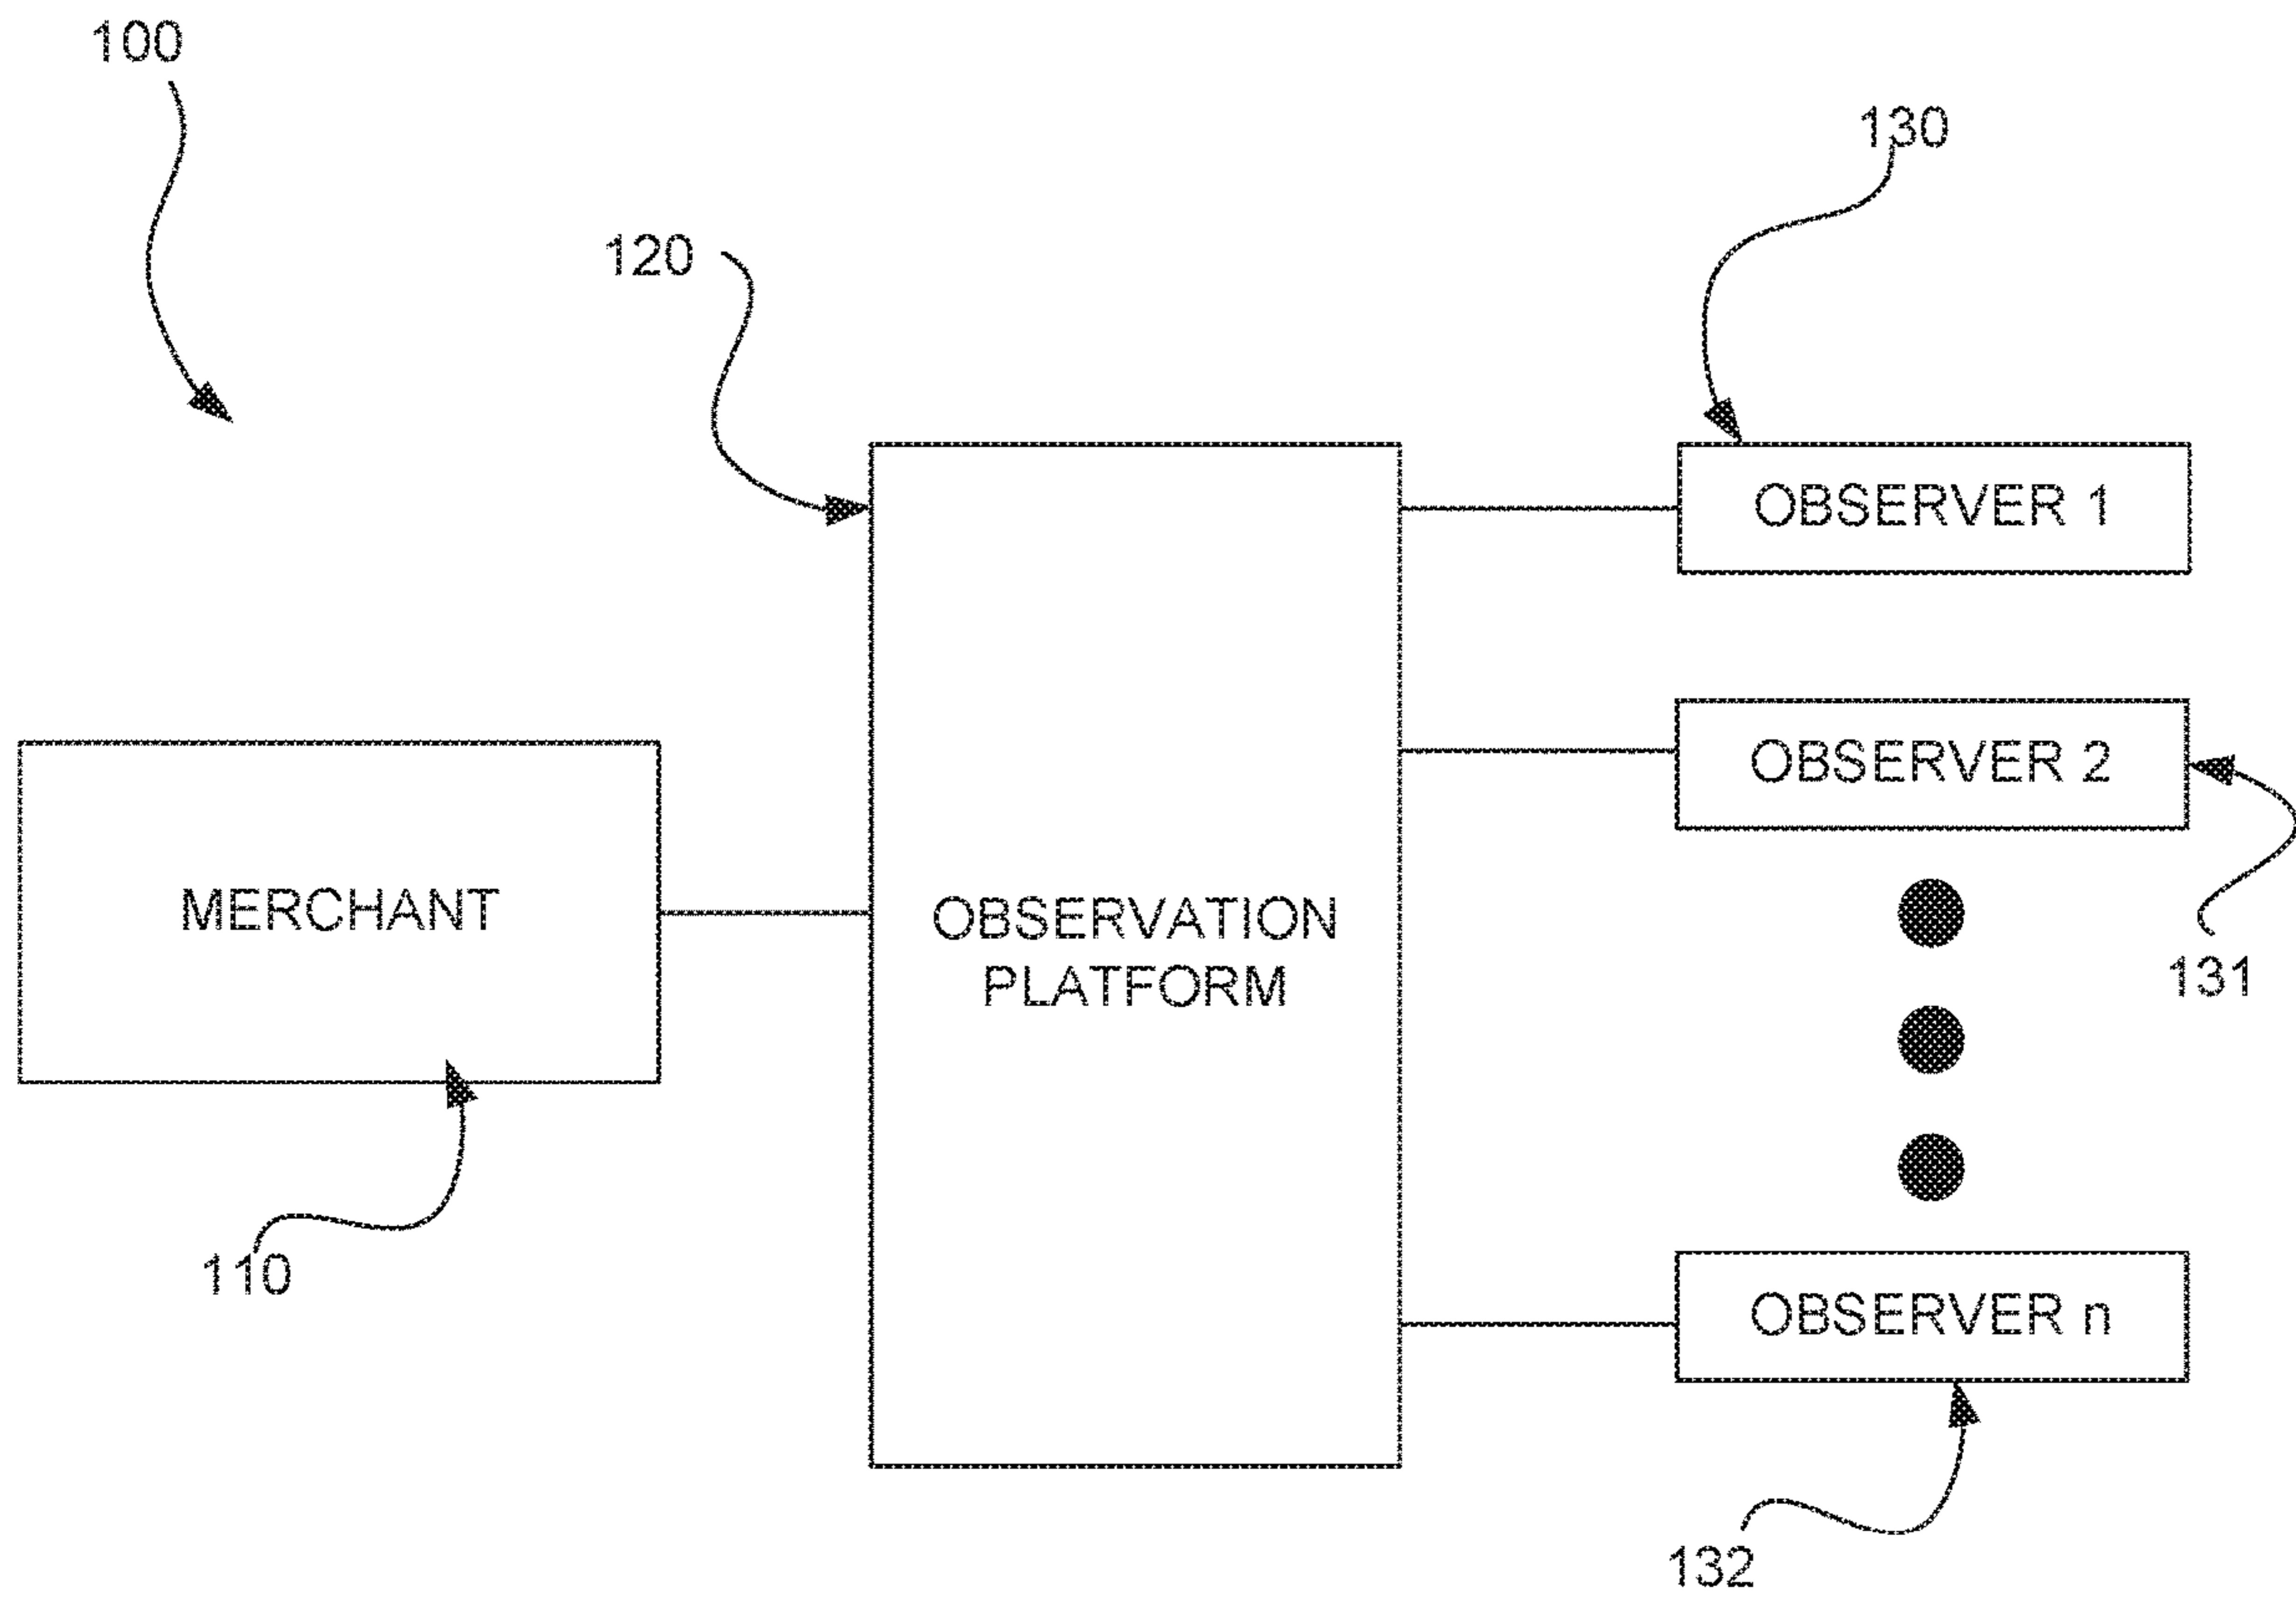 100
130
120
OBSERVER 1
OBSERVER 2
MERCHANT
OBSERVATION
PLATFORM
131
110
OBSERVER n
132